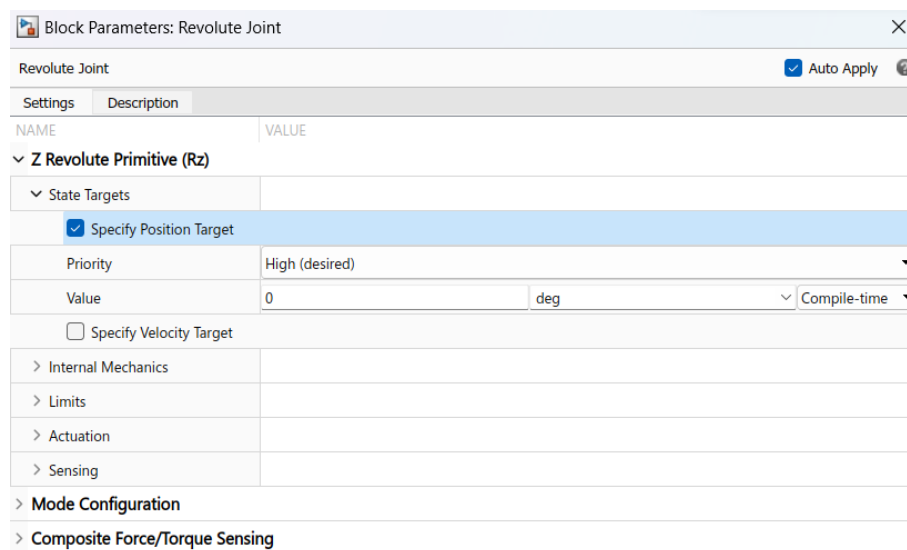 Block Parameters: Revolute Joint
Revolute Joint Auto Apply
Settings Description
NAME VALUE
Z Revolute Primitive (Rz)
State Targets
Specify Position Target
Priority High (desired)
Value 0 deg Compile-time
Specify Velocity Target
Internal Mechanics
Limits
Actuation
Sensing
Mode Configuration
Composite Force/Torque Sensing